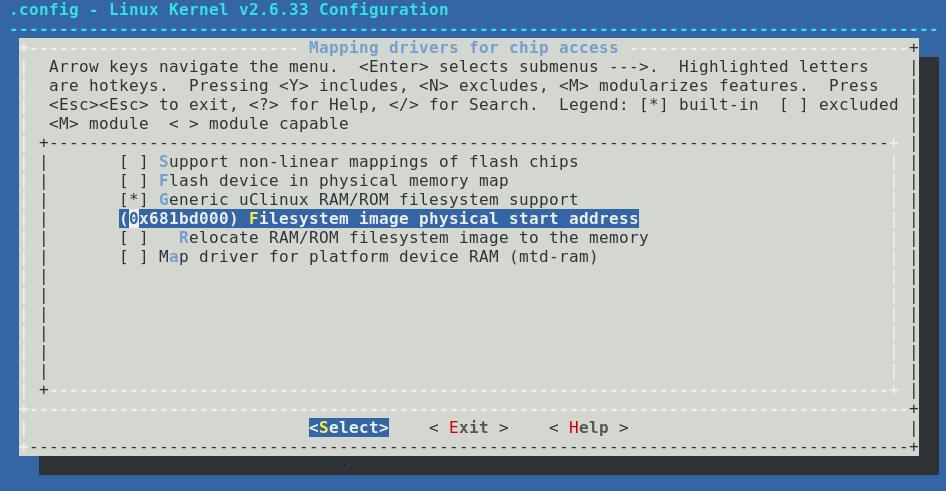 .config - Linux Kernel v2.6.33 Configuration
Mapping drivers for chip access
Arrow keys navigate the menu.  <Enter> selects submenus --->.  Highlighted letters
are hotkeys.  Pressing <Y> includes, <N> excludes, <M> modularizes features.  Press
<Esc><Esc> to exit, <?> for Help, </> for Search.  Legend: [*] built-in  [ ] excluded
<M> module  < > module capable
[ ] Support non-linear mappings of flash chips
[ ] Flash device in physical memory map
[*] Generic uClinux RAM/ROM filesystem support
(0x681bd000) Filesystem image physical start address
[ ]   Relocate RAM/ROM filesystem image to the memory
[ ] Map driver for platform device RAM (mtd-ram)
<Select>    < Exit >    < Help >